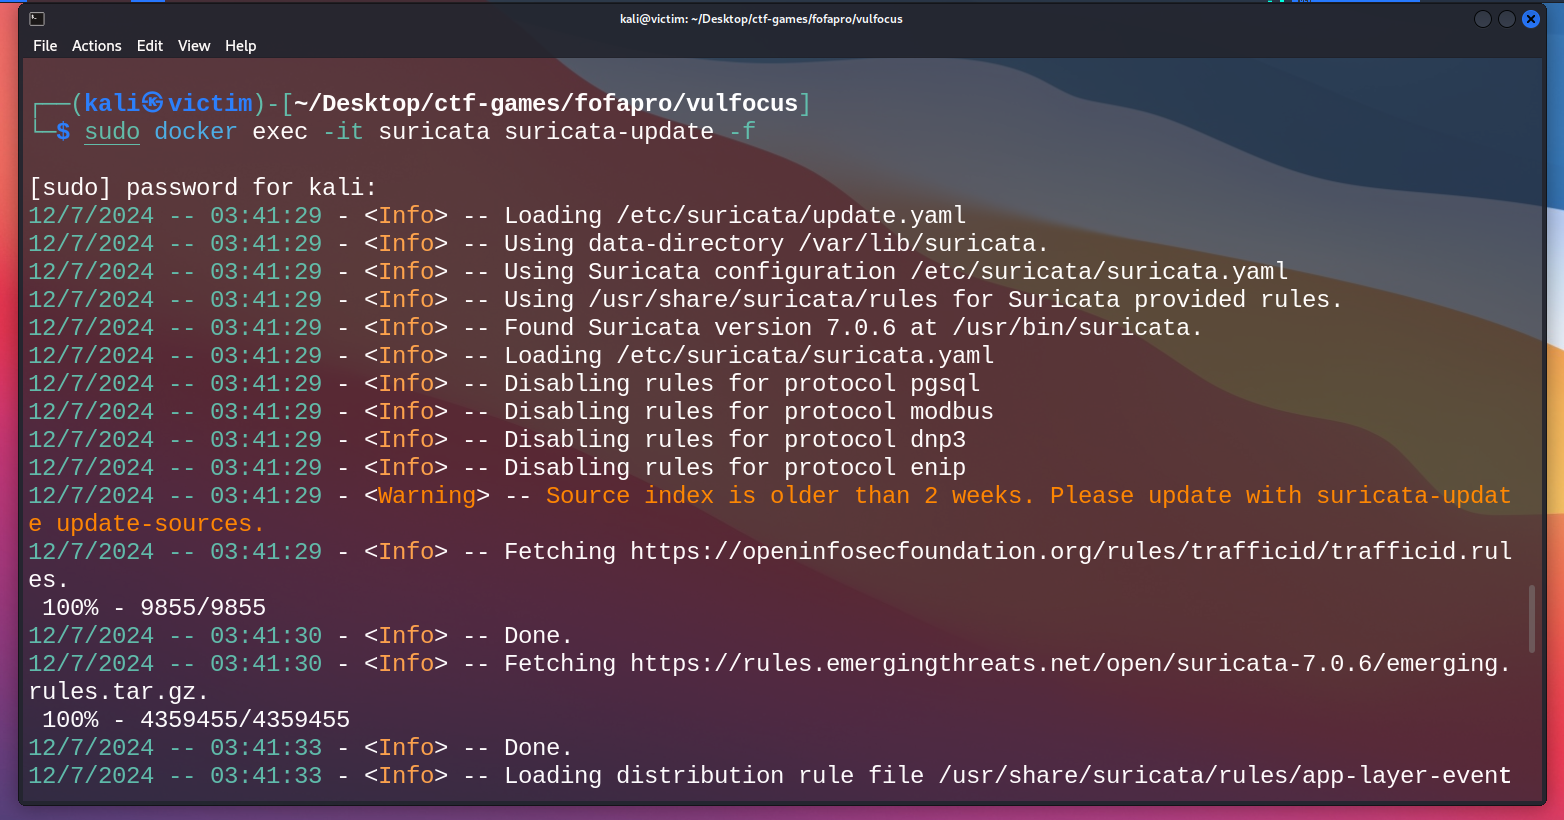 kali@victim: ~/Desktop/ctf-games/fofapro/vulfocus
File Actions Edit View Help
┌──(kali㉿victim)-[~/Desktop/ctf-games/fofapro/vulfocus]
└─$ sudo docker exec -it suricata suricata-update -f
[sudo] password for kali:
12/7/2024 -- 03:41:29 - <Info> -- Loading /etc/suricata/update.yaml
12/7/2024 -- 03:41:29 - <Info> -- Using data-directory /var/lib/suricata.
12/7/2024 -- 03:41:29 - <Info> -- Using Suricata configuration /etc/suricata/suricata.yaml
12/7/2024 -- 03:41:29 - <Info> -- Using /usr/share/suricata/rules for Suricata provided rules.
12/7/2024 -- 03:41:29 - <Info> -- Found Suricata version 7.0.6 at /usr/bin/suricata.
12/7/2024 -- 03:41:29 - <Info> -- Loading /etc/suricata/suricata.yaml
12/7/2024 -- 03:41:29 - <Info> -- Disabling rules for protocol pgsql
12/7/2024 -- 03:41:29 - <Info> -- Disabling rules for protocol modbus
12/7/2024 -- 03:41:29 - <Info> -- Disabling rules for protocol dnp3
12/7/2024 -- 03:41:29 - <Info> -- Disabling rules for protocol enip
12/7/2024 -- 03:41:29 - <Warning> -- Source index is older than 2 weeks. Please update with suricata-updat
e update-sources.
12/7/2024 -- 03:41:29 - <Info> -- Fetching https://openinfosecfoundation.org/rules/trafficid/trafficid.rul
es.
 100% - 9855/9855
12/7/2024 -- 03:41:30 - <Info> -- Done.
12/7/2024 -- 03:41:30 - <Info> -- Fetching https://rules.emergingthreats.net/open/suricata-7.0.6/emerging.
rules.tar.gz.
 100% - 4359455/4359455
12/7/2024 -- 03:41:33 - <Info> -- Done.
12/7/2024 -- 03:41:33 - <Info> -- Loading distribution rule file /usr/share/suricata/rules/app-layer-event